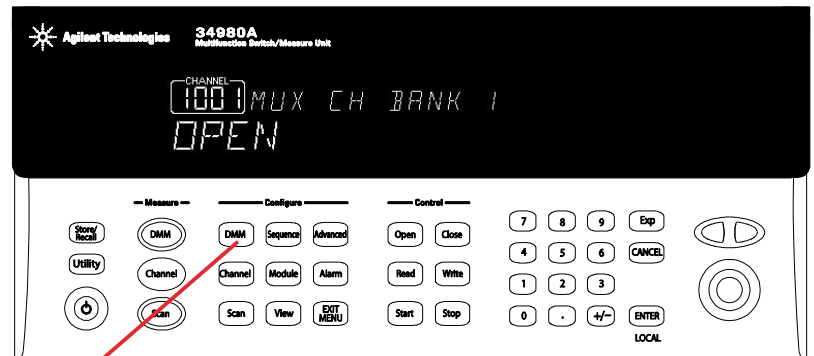 Agilent Technologies
34980A
Multifunction Switch/Measure Unit
CHANNEL
1001 MUX CH BANK 1
OPEN
Measure
Configure
Control
Store/
Recall
DMM
DMM
Sequence
Advanced
Open
Close
7
8
9
Exp
Utility
Channel
Channel
Module
Alarm
Read
Write
4
5
6
CANCEL
1
2
3
Scan
Scan
View
EXIT
MENU
Start
Stop
0
.
+/-
ENTER
LOCAL